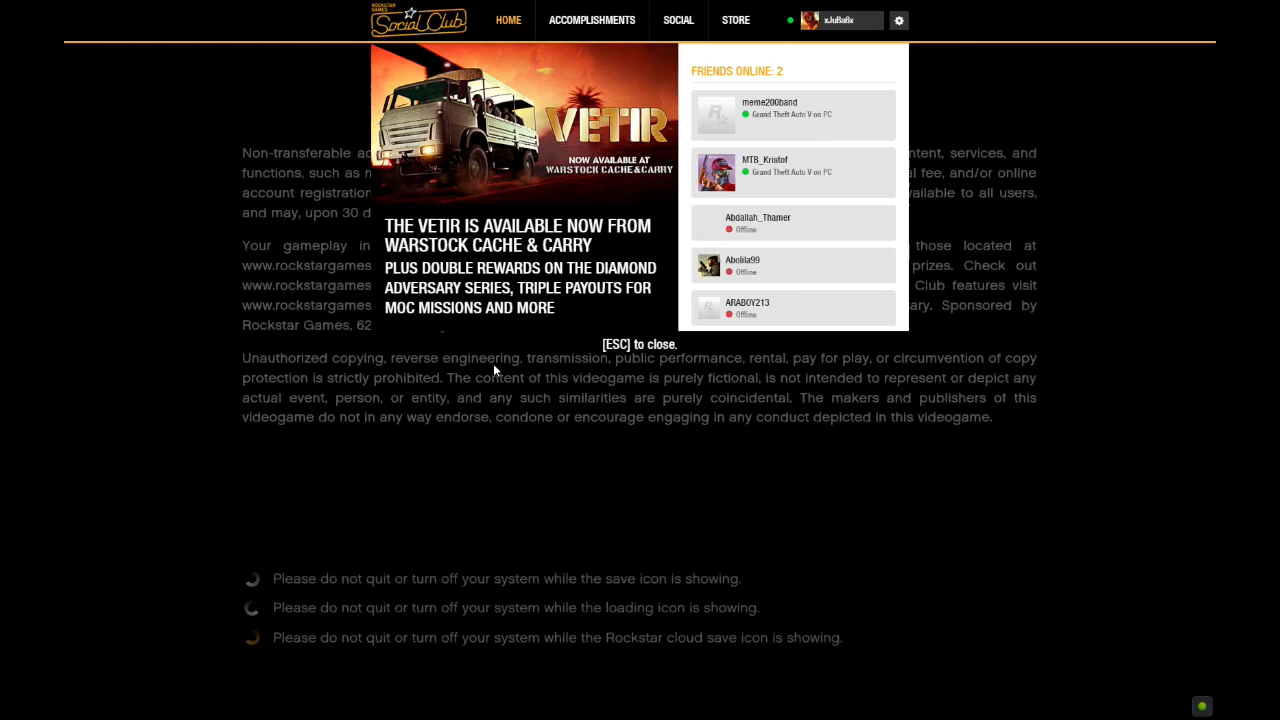 ROCKSTAR GAMES
Social Club
HOME ACCOMPLISHMENTS SOCIAL STORE
xJuBa6x
VETIR
NOW AVAILABLE AT
WARSTOCK CACHE & CARRY
THE VETIR IS AVAILABLE NOW FROM
WARSTOCK CACHE & CARRY
PLUS DOUBLE REWARDS ON THE DIAMOND
ADVERSARY SERIES, TRIPLE PAYOUTS FOR
MOC MISSIONS AND MORE
FRIENDS ONLINE: 2
meme200band
Grand Theft Auto V on PC
MTB_Kristof
Grand Theft Auto V on PC
Abdallah_Thamer
Offline
Abolila99
Offline
ARABOY213
Offline
[ESC] to close.
Non-transferable ntent, services, and
functions, such as al fee, and/or online
account registration vailable to all users,
and may, upon 30 d
Your gameplay in those located at
www.rockstargames prizes. Check out
www.rockstargames Club features visit
www.rockstargames ary. Sponsored by
Rockstar Games, 62
Unauthorized copying, reverse engineering, transmission, public performance, rental, pay for play, or circumvention of copy
protection is strictly prohibited. The content of this videogame is purely fictional, is not intended to represent or depict any
actual event, person, or entity, and any such similarities are purely coincidental. The makers and publishers of this
videogame do not in any way endorse, condone or encourage engaging in any conduct depicted in this videogame.
Please do not quit or turn off your system while the save icon is showing.
Please do not quit or turn off your system while the loading icon is showing.
Please do not quit or turn off your system while the Rockstar cloud save icon is showing.